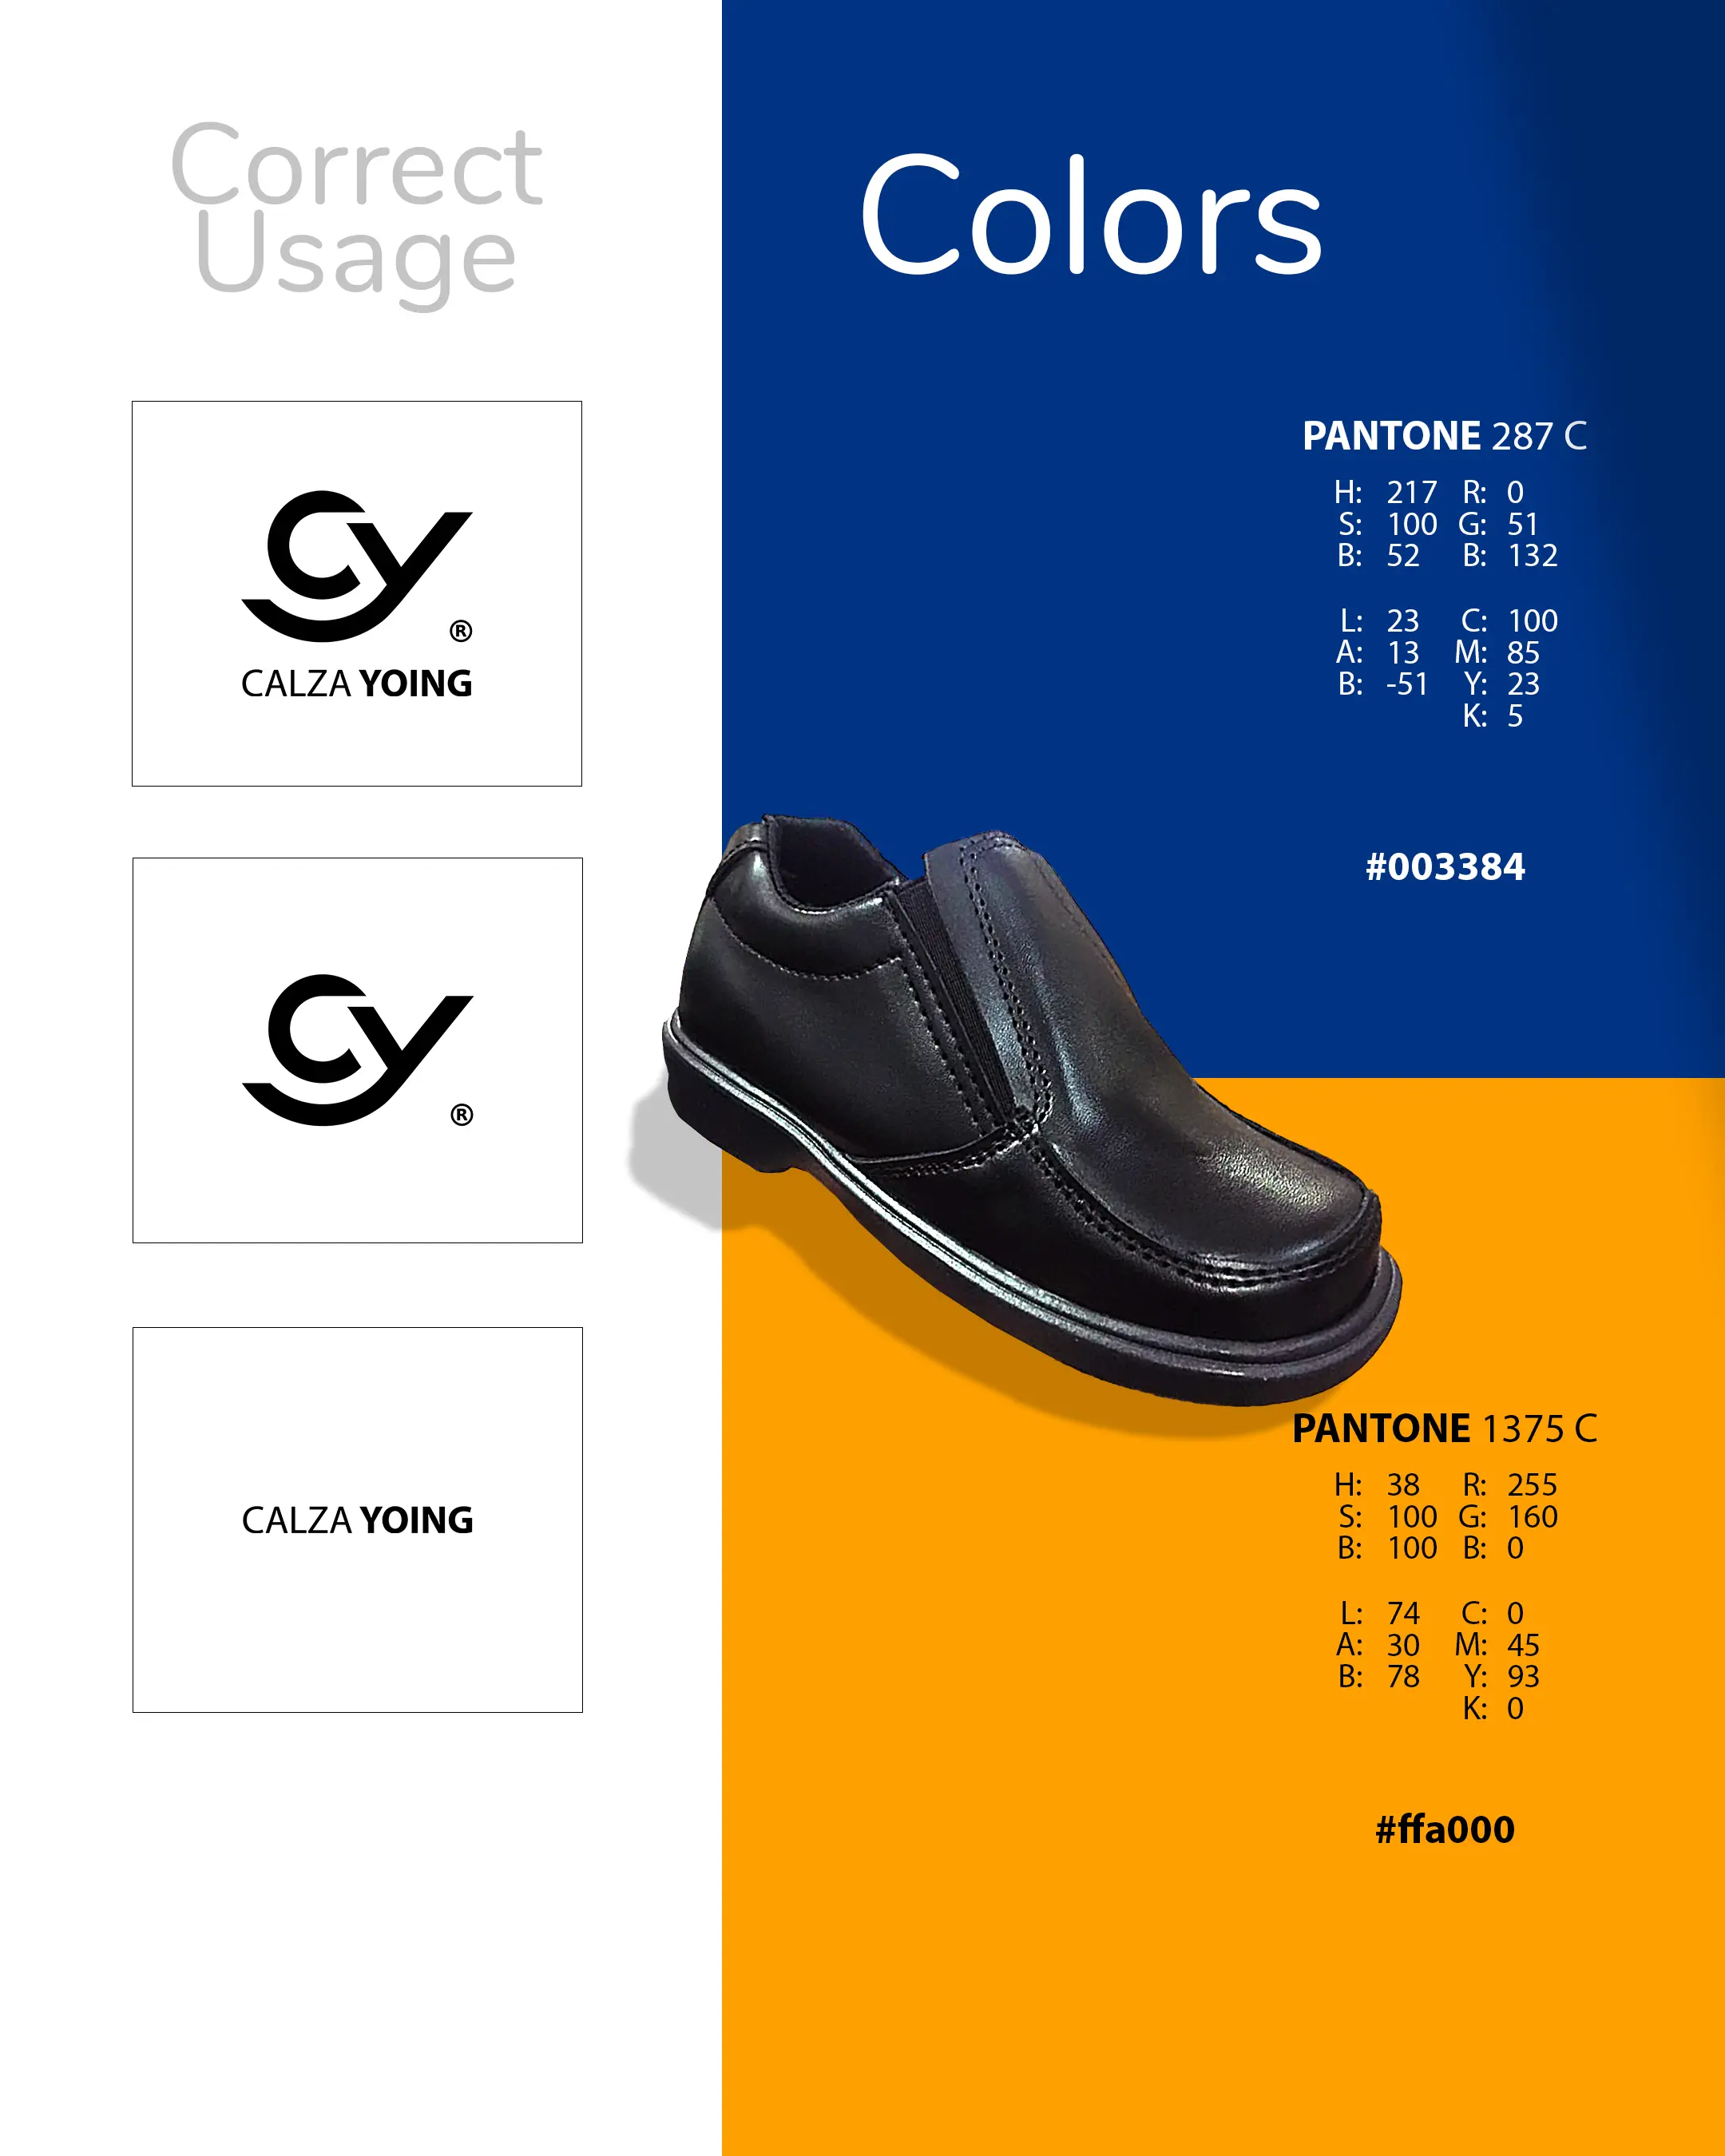 Correct
Usage
CY
®
CALZA YOING
CY
®
CALZA YOING
Colors
PANTONE 287 C
H: 217 R: 0
S: 100 G: 51
B: 52 B: 132
L: 23 C: 100
A: 13 M: 85
B: -51 Y: 23
K: 5
#003384
PANTONE 1375 C
H: 38 R: 255
S: 100 G: 160
B: 100 B: 0
L: 74 C: 0
A: 30 M: 45
B: 78 Y: 93
K: 0
#ffa000